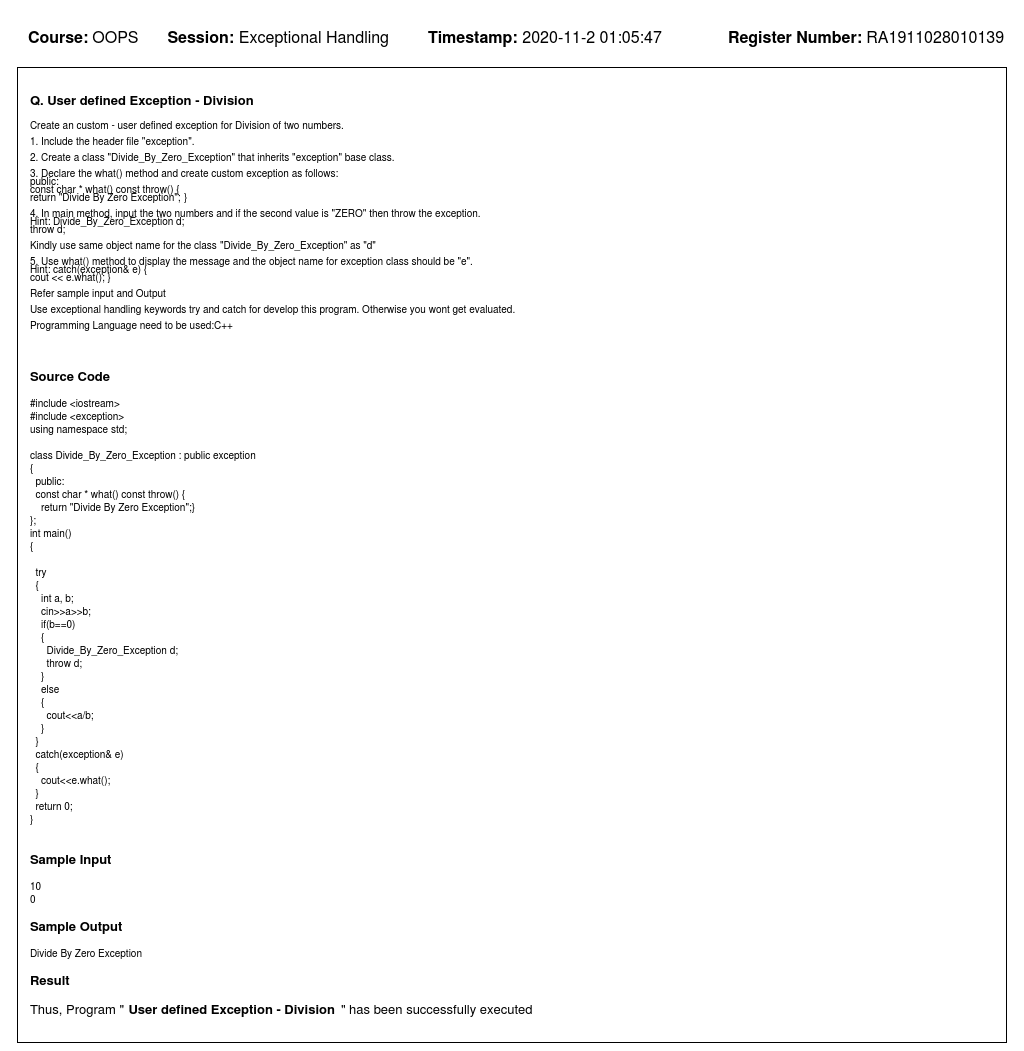 Course: OOPS Session: Exceptional Handling Timestamp: 2020-11-2 01:05:47 Register Number: RA1911028010139
Q. User defined Exception - Division
Create an custom - user defined exception for Division of two numbers.
1. Include the header file "exception".
2. Create a class "Divide_By_Zero_Exception" that inherits "exception" base class.
3. Declare the what() method and create custom exception as follows:
public:
const char * what() const throw() {
return "Divide By Zero Exception"; }
4. In main method, input the two numbers and if the second value is "ZERO" then throw the exception.
Hint: Divide_By_Zero_Exception d;
throw d;
Kindly use same object name for the class "Divide_By_Zero_Exception" as "d"
5. Use what() method to display the message and the object name for exception class should be "e".
Hint: catch(exception& e) {
cout << e.what(); }
Refer sample input and Output
Use exceptional handling keywords try and catch for develop this program. Otherwise you wont get evaluated.
Programming Language need to be used:C++
Source Code
#include <iostream>
#include <exception>
using namespace std;
class Divide_By_Zero_Exception : public exception
{
public:
const char * what() const throw() {
return "Divide By Zero Exception";}
};
int main()
{
try
{
int a, b;
cin>>a>>b;
if(b==0)
{
Divide_By_Zero_Exception d;
throw d;
}
else
{
cout<<a/b;
}
}
catch(exception& e)
{
cout<<e.what();
}
return 0;
}
Sample Input
10
0
Sample Output
Divide By Zero Exception
Result
Thus, Program " User defined Exception - Division " has been successfully executed